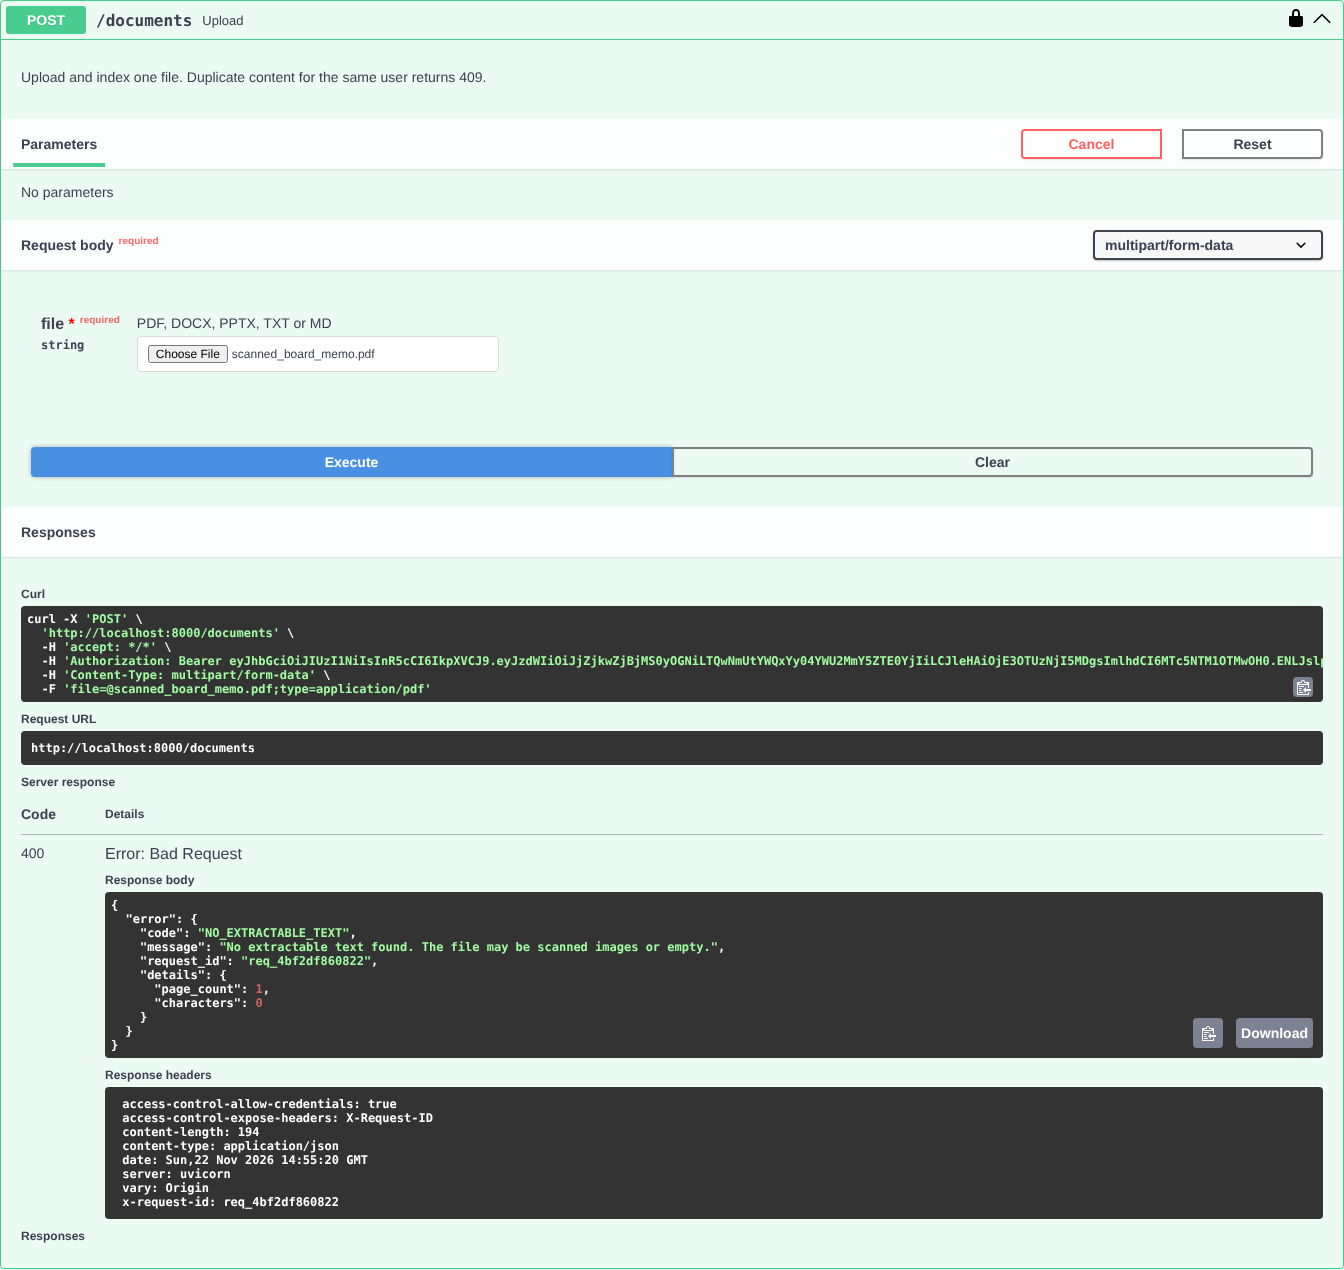 POST /documents Upload
Upload and index one file. Duplicate content for the same user returns 409.
Parameters
Cancel
Reset
No parameters
Request body required
multipart/form-data
file * required
string
PDF, DOCX, PPTX, TXT or MD
Choose File scanned_board_memo.pdf
Execute
Clear
Responses
Curl
curl -X 'POST' \
  'http://localhost:8000/documents' \
  -H 'accept: */*' \
  -H 'Authorization: Bearer eyJhbGciOiJIUzI1NiIsInR5cCI6IkpXVCJ9.eyJzdWIiOiJjZjkwZjBjMS0yOGNiLTQwNmUtYWQxYy04YWU2MmY5ZTE0YjIiLCJleHAiOjE3OTUzNjI5MDgsImlhdCI6MTc5NTM1OTMwOH0.ENLJslp
  -H 'Content-Type: multipart/form-data' \
  -F 'file=@scanned_board_memo.pdf;type=application/pdf'
Request URL
http://localhost:8000/documents
Server response
Code Details
400 Error: Bad Request
Response body
{
  "error": {
    "code": "NO_EXTRACTABLE_TEXT",
    "message": "No extractable text found. The file may be scanned images or empty.",
    "request_id": "req_4bf2df860822",
    "details": {
      "page_count": 1,
      "characters": 0
    }
  }
}
Download
Response headers
access-control-allow-credentials: true
access-control-expose-headers: X-Request-ID
content-length: 194
content-type: application/json
date: Sun,22 Nov 2026 14:55:20 GMT
server: uvicorn
vary: Origin
x-request-id: req_4bf2df860822
Responses